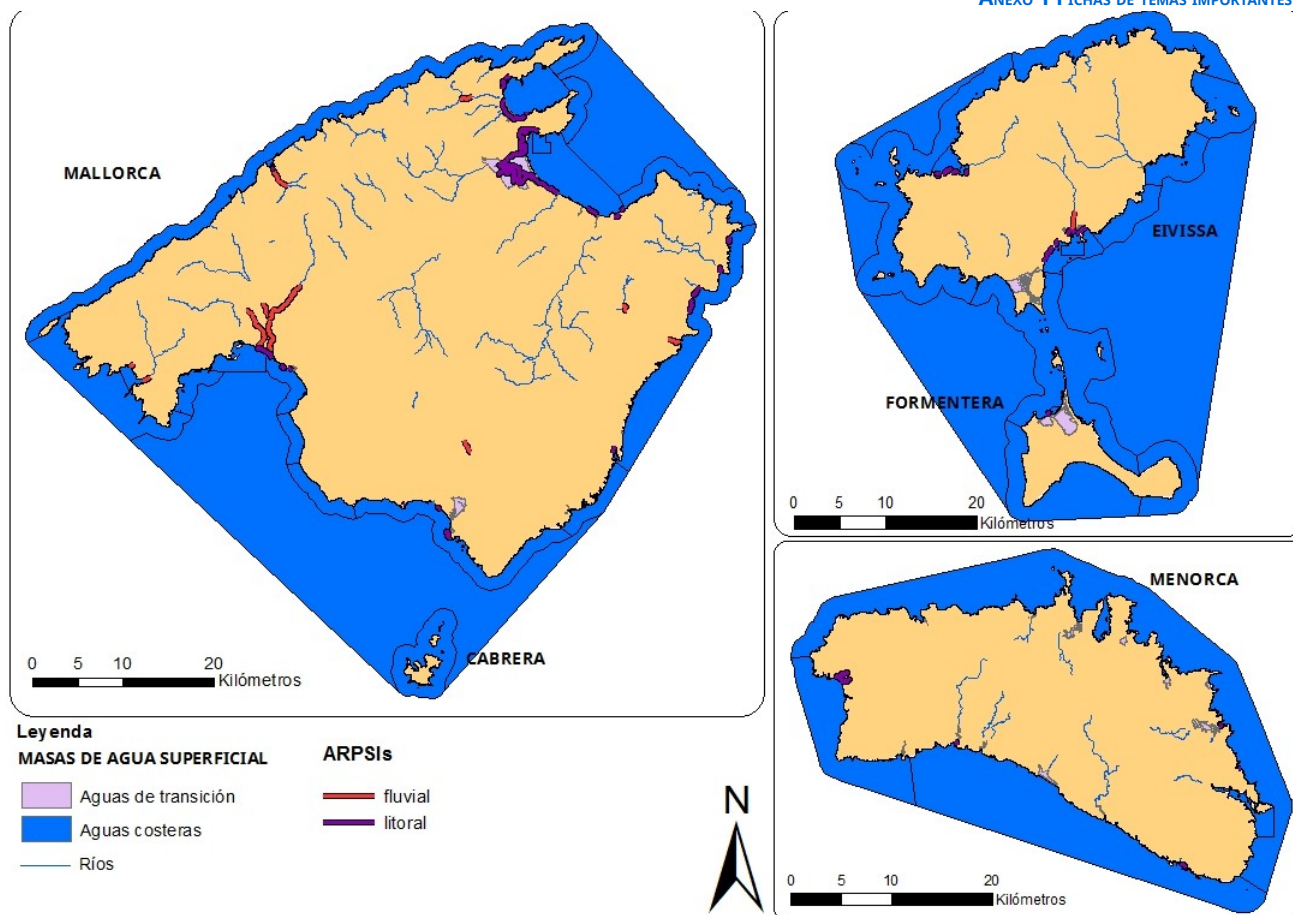 ANEXO 1 FICHAS DE TEMAS IMPORTANTES
MALLORCA
CABRERA
0 5 10 20
Kilómetros
EIVISSA
FORMENTERA
0 5 10 20
Kilómetros
MENORCA
0 5 10 20
Kilómetros
Leyenda
MASAS DE AGUA SUPERFICIAL
Aguas de transición
Aguas costeras
Ríos
ARPSIs
fluvial
litoral
N